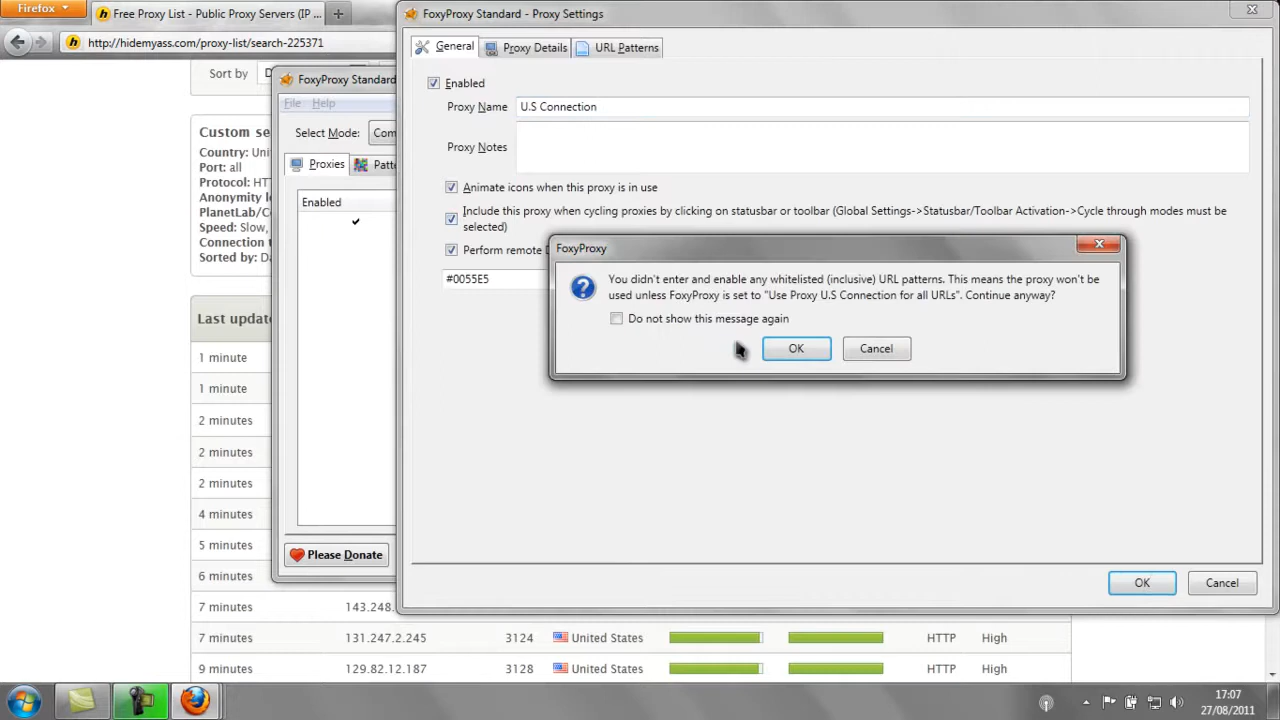 Firefox
Free Proxy List - Public Proxy Servers (IP ...
http://hidemyass.com/proxy-list/search-225371
Sort by
Custom se
Country: Uni
Port: all
Protocol: HT
Anonymity le
PlanetLab/Co
Speed: Slow,
Connection t
Sorted by: Da
Last update
1 minute
1 minute
2 minutes
2 minutes
2 minutes
4 minutes
5 minutes
6 minutes
7 minutes 143.248.
7 minutes 131.247.2.245 3124 United States HTTP High
9 minutes 129.82.12.187 3128 United States HTTP High
FoxyProxy Standard
File Help
Select Mode: Com
Proxies Patte
Enabled
Please Donate
FoxyProxy Standard - Proxy Settings
General Proxy Details URL Patterns
Enabled
Proxy Name U.S Connection
Proxy Notes
Animate icons when this proxy is in use
Include this proxy when cycling proxies by clicking on statusbar or toolbar (Global Settings->Statusbar/Toolbar Activation->Cycle through modes must be
selected)
Perform remote
#0055E5
FoxyProxy
You didn't enter and enable any whitelisted (inclusive) URL patterns. This means the proxy won't be
used unless FoxyProxy is set to "Use Proxy U.S Connection for all URLs". Continue anyway?
Do not show this message again
OK Cancel
OK Cancel
17:07
27/08/2011